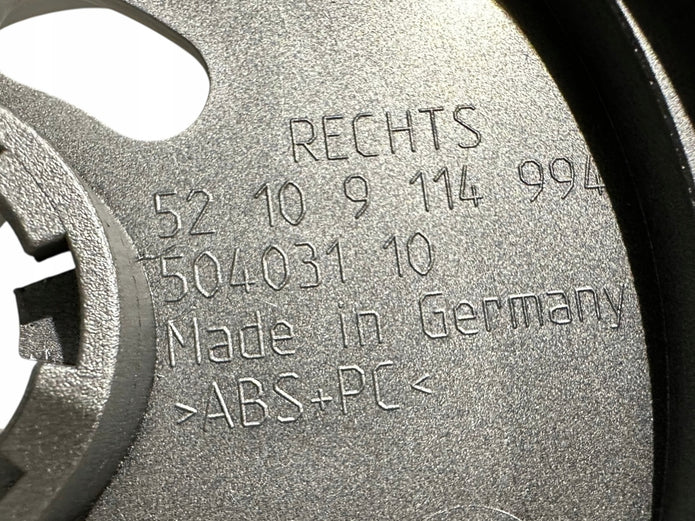 RECHTS
52 10 9 114 994
504031 10
Made in Germany
>ABS+PC<